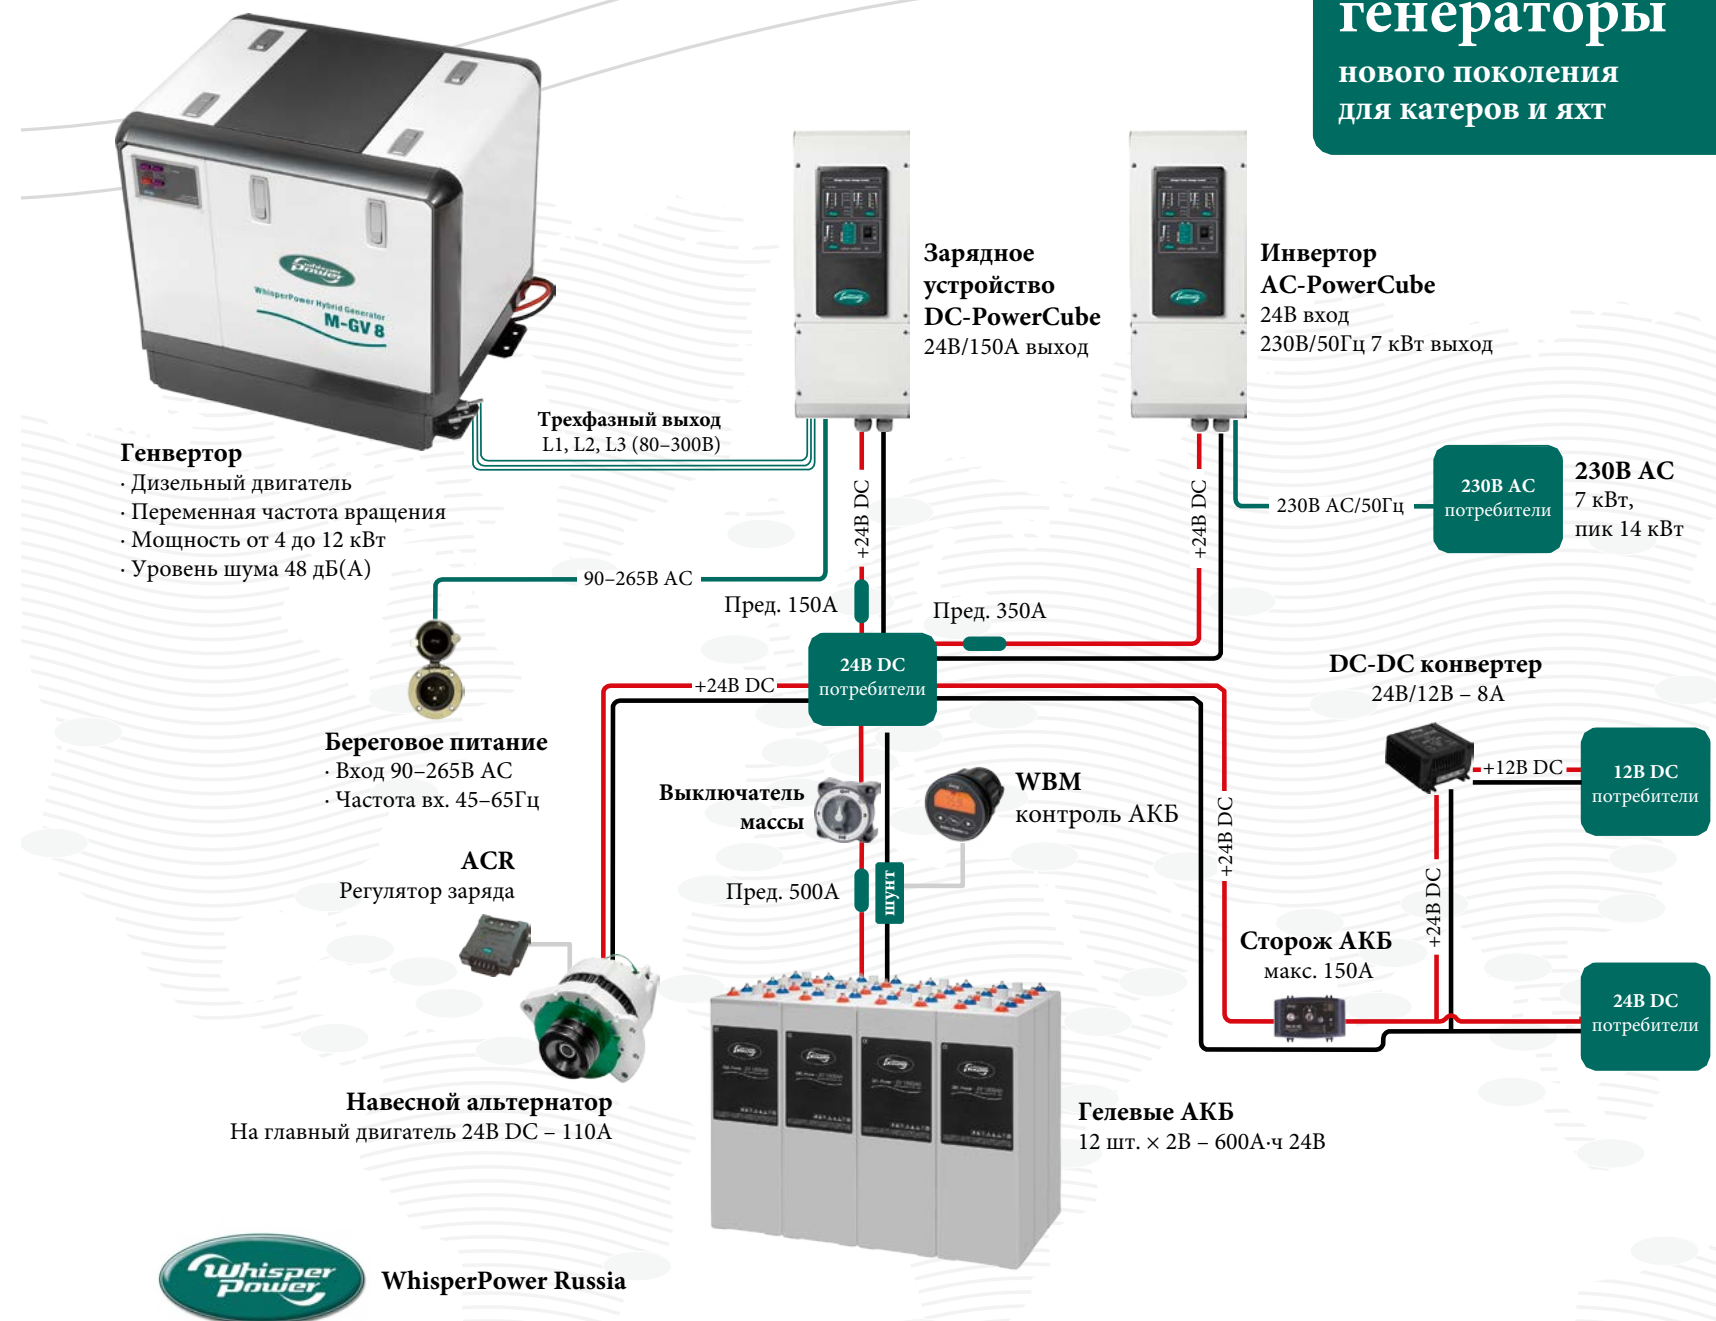 генераторы
нового поколения
для катеров и яхт
whisper
Power
WhisperPower Hybrid Generator
M-GV 8
Зарядное
устройство
DC-PowerCube
24В/150А выход
Инвертор
AC-PowerCube
24В вход
230В/50Гц 7 кВт выход
Трехфазный выход
L1, L2, L3 (80–300В)
Генвертор
· Дизельный двигатель
· Переменная частота вращения
· Мощность от 4 до 12 кВт
· Уровень шума 48 дБ(А)
+24В DC
+24В DC
230В AC/50Гц
230В AC
потребители
230В AC
7 кВт,
пик 14 кВт
90–265В AC
Пред. 150А
Пред. 350А
24В DC
потребители
+24В DC
DC-DC конвертер
24В/12В – 8А
Береговое питание
· Вход 90–265В AC
· Частота вх. 45–65Гц
Выключатель
массы
WBM
контроль АКБ
+12В DC
12В DC
потребители
+24В DC
ACR
Регулятор заряда
Пред. 500А
шунт
+24В DC
Сторож АКБ
макс. 150А
24В DC
потребители
Навесной альтернатор
На главный двигатель 24В DC – 110А
Гелевые АКБ
12 шт. × 2В – 600А·ч 24В
Whisper
Power
WhisperPower Russia